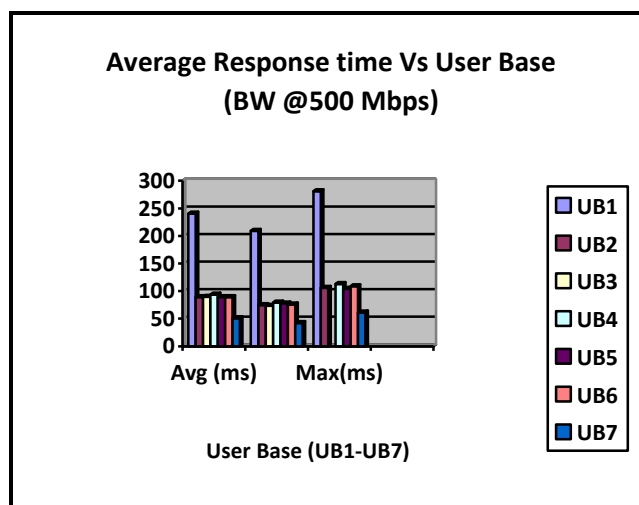 Average Response time Vs User Base
(BW @500 Mbps)
300
250
200
150
100
50
0
Avg (ms) Max(ms)
User Base (UB1-UB7)
UB1
UB2
UB3
UB4
UB5
UB6
UB7